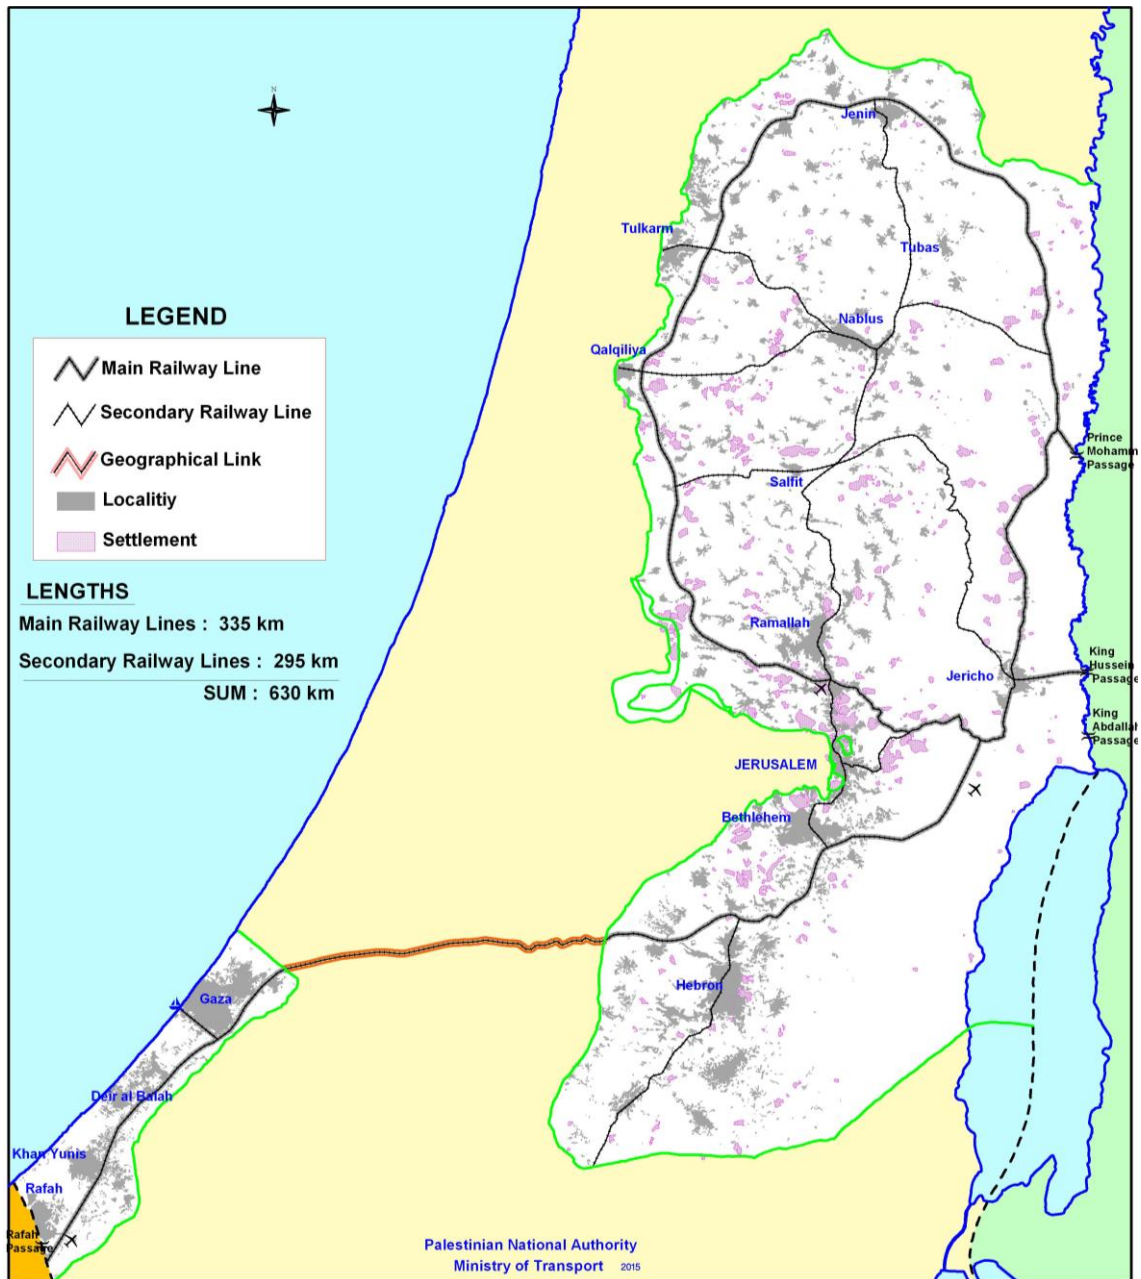 N
Jenin
Tulkarm
Tubas
LEGEND
Nablus
Qalqiliya
Main Railway Line
Secondary Railway Line
Geographical Link
Localitiy
Settlement
Prince
Mohamm
Passage
Salfit
LENGTHS
Main Railway Lines : 335 km
Secondary Railway Lines : 295 km
SUM : 630 km
Ramallah
King
Hussein
Passage
Jericho
King
Abdallah
Passage
JERUSALEM
Bethlehem
Hebron
Gaza
Deir al Balah
Khan Yunis
Rafah
Rafah
Passage
Palestinian National Authority
Ministry of Transport 2015